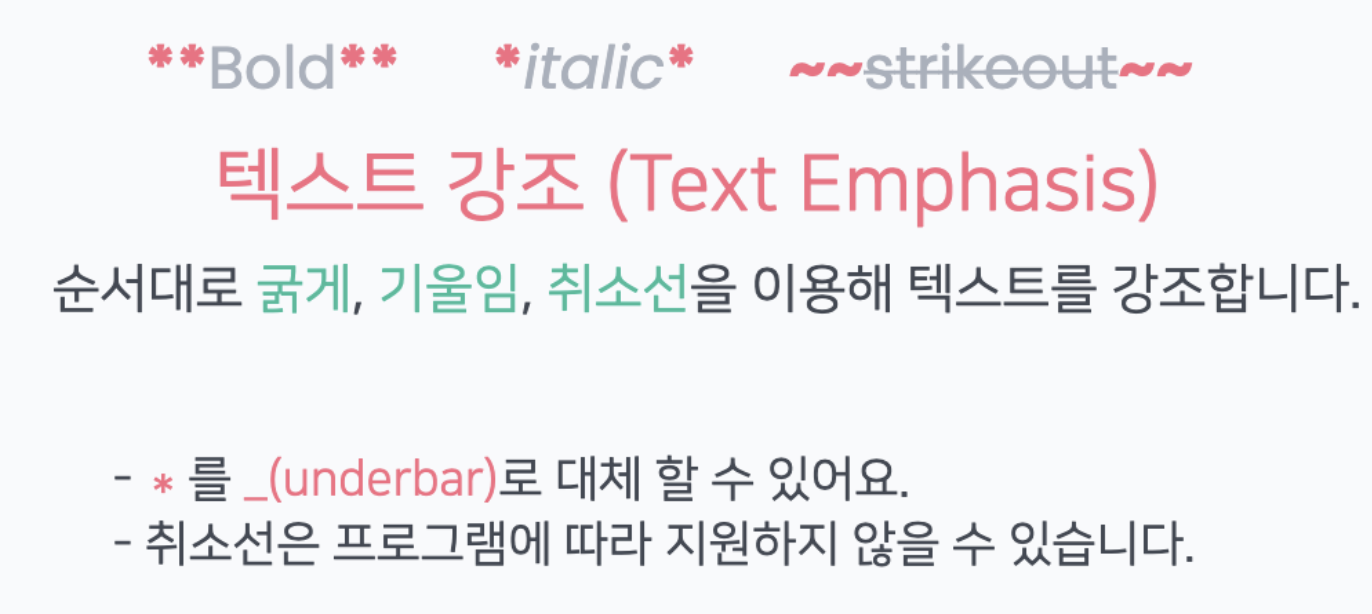 **Bold** *italic* ~~strikeout~~
텍스트 강조 (Text Emphasis)
순서대로 굵게, 기울임, 취소선을 이용해 텍스트를 강조합니다.
- * 를 _(underbar)로 대체 할 수 있어요.
- 취소선은 프로그램에 따라 지원하지 않을 수 있습니다.